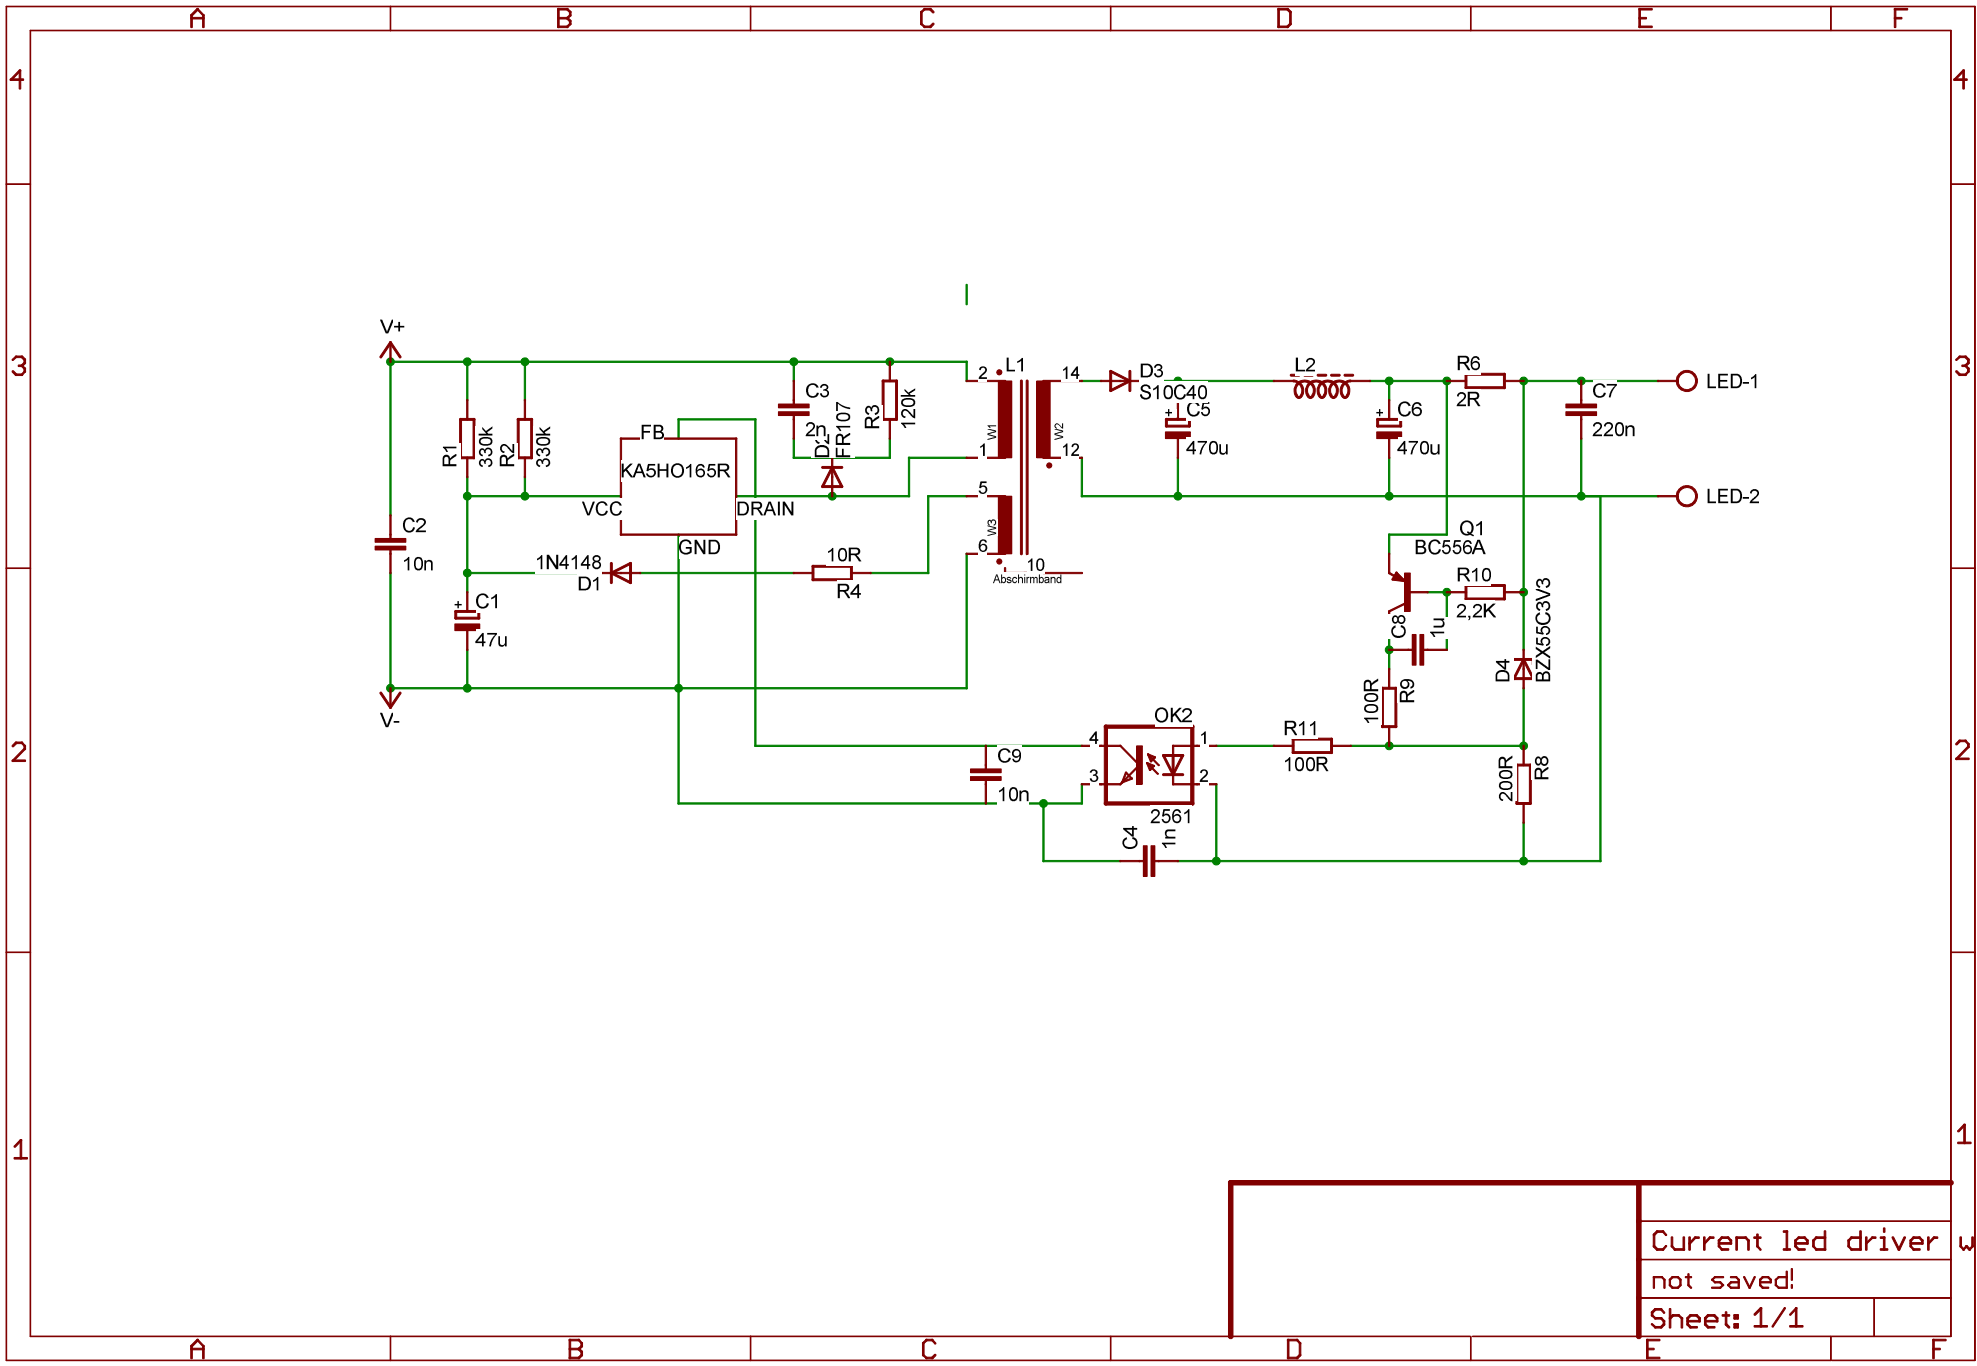 A B C D E F
4 4
V+
L1
2
14
D3
S10C40
L2
R6
2R
C7
220n
LED-1
3 3
C3
2n
D2
FR107
R3
120k
W1
W2
1
12
+
C5
470u
+
C6
470u
R1
330k
R2
330k
FB
KA5HO165R
VCC
DRAIN
GND
5
W3
6
10
Abschirmband
LED-2
C2
10n
1N4148
D1
10R
R4
Q1
BC556A
R10
2,2K
+
C1
47u
C8
1u
D4
BZX55C3V3
V-
100R
R9
OK2
4
3
1
2
2561
R11
100R
C9
10n
200R
R8
2 2
C4
1n
1 1
Current led driver w
not saved!
Sheet: 1/1
A B C D E F